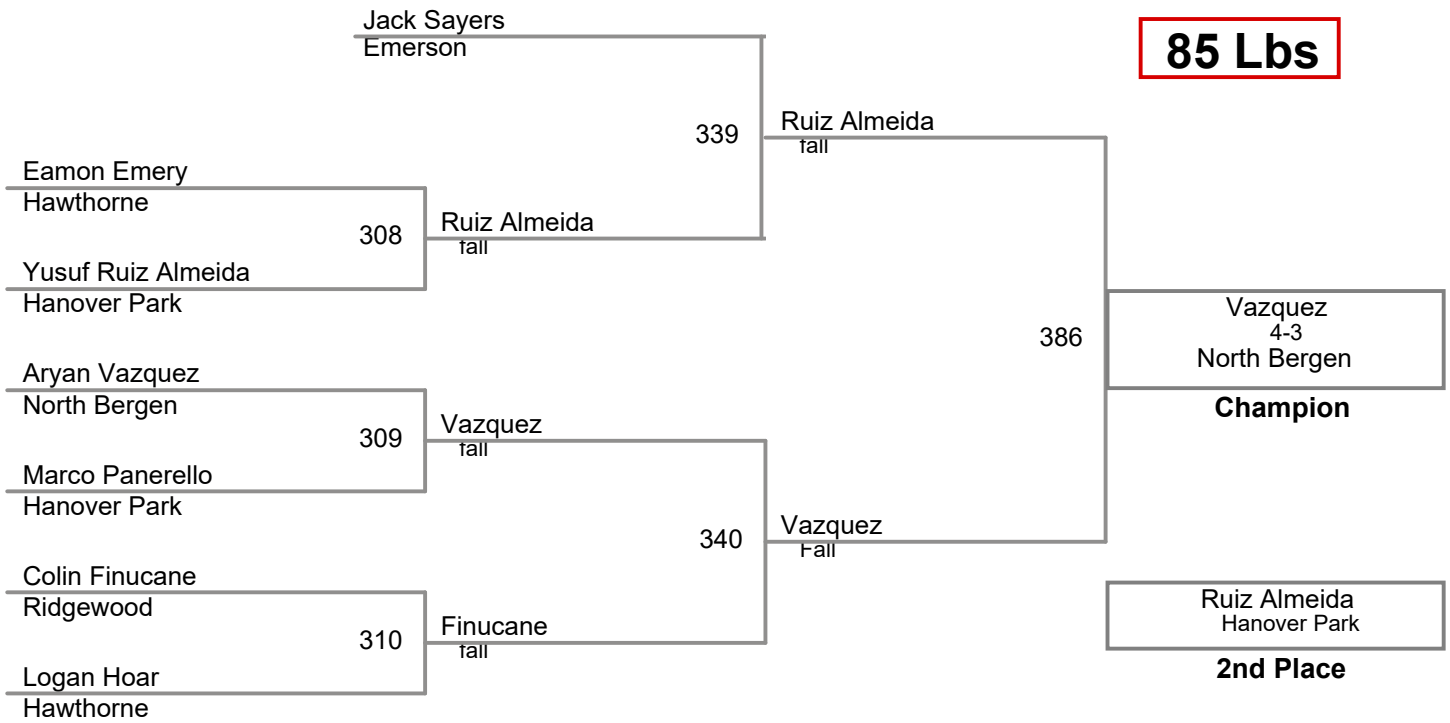 Jack Sayers
Emerson
85 Lbs
339
Ruiz Almeida
fall
Eamon Emery
Hawthorne
308
Ruiz Almeida
fall
Yusuf Ruiz Almeida
Hanover Park
386
Vazquez
4-3
North Bergen
Champion
Aryan Vazquez
North Bergen
309
Vazquez
fall
Marco Panerello
Hanover Park
340
Vazquez
Fall
Colin Finucane
Ridgewood
310
Finucane
fall
Logan Hoar
Hawthorne
Ruiz Almeida
Hanover Park
2nd Place